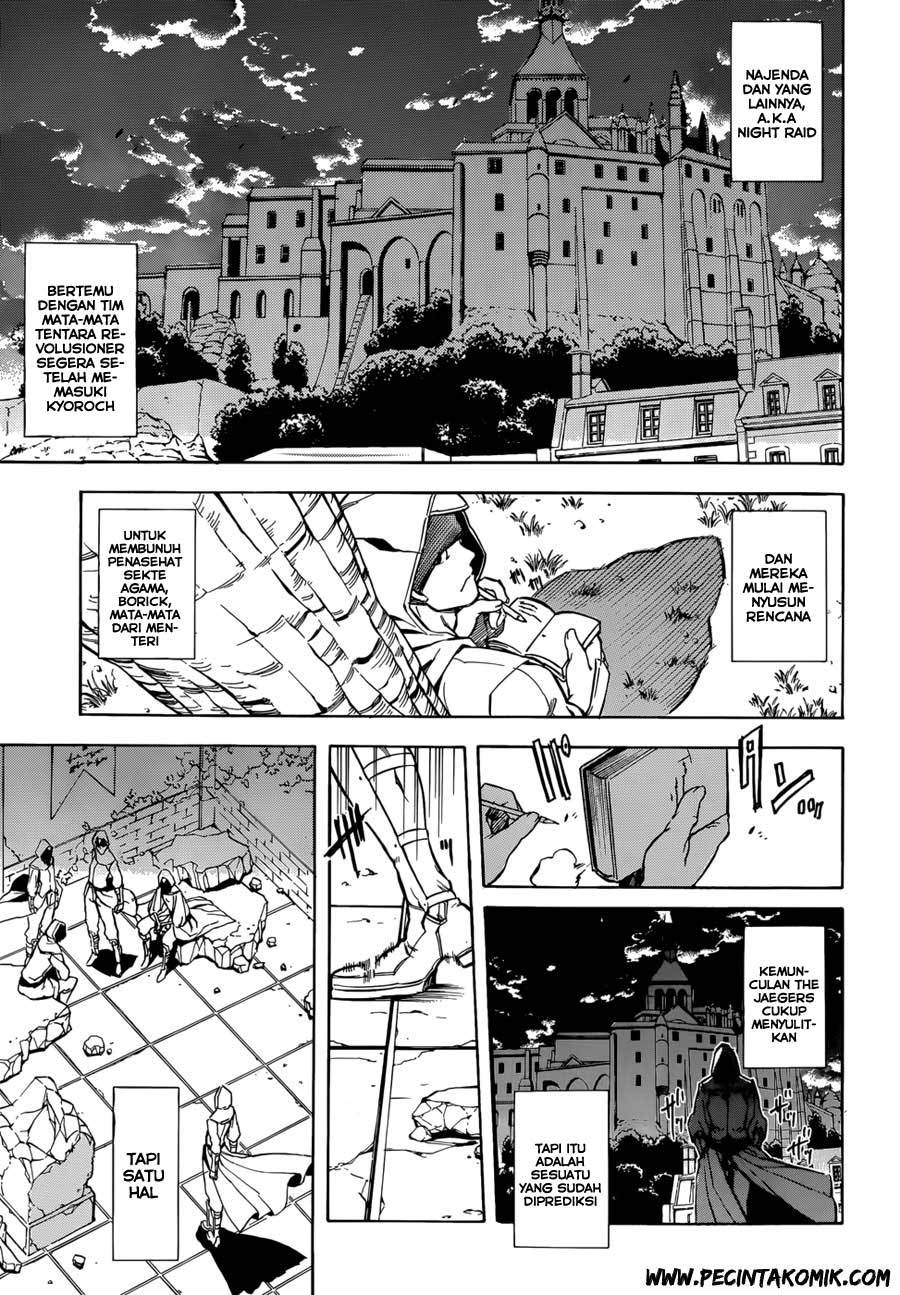 NAJENDA
DAN YANG
LAINNYA,
A.K.A
NIGHT RAID
BERTEMU
DENGAN TIM
MATA-MATA
TENTARA RE-
VOLUSIONER
SEGERA SE-
TELAH ME-
MASUKI
KYOROCH
DAN
MEREKA
MULAI ME-
NYUSUN
RENCANA
UNTUK
MEMBUNUH
PENASEHAT
SEKTE
AGAMA,
BORICK,
MATA-MATA
DARI MEN-
TERI
KEMUN-
CULAN THE
JAEGERS
CUKUP
MENYULIT-
KAN
TAPI ITU
ADALAH
SESUATU
YANG SUDAH
DIPREDIKSI
TAPI
SATU
HAL
WWW.PECINTAKOMIK.COM